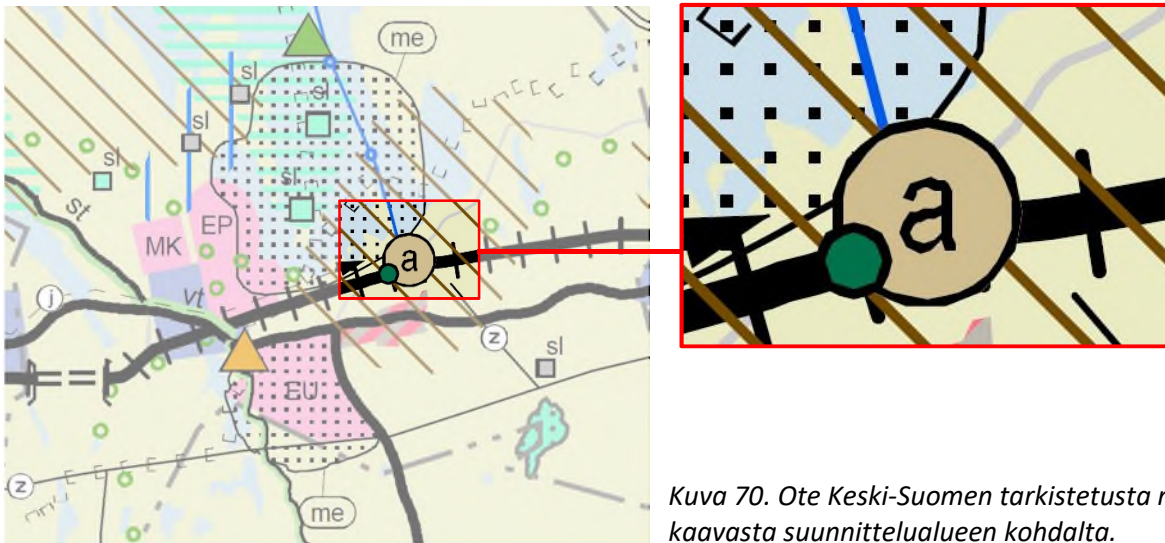 me
sl
sl
sl
sl
sl
st
EP
MK
a
vt
j
z
sl
EU
z
me
a
Kuva 70. Ote Keski-Suomen tarkistetusta
kaavasta suunnittelualueen kohdalta.